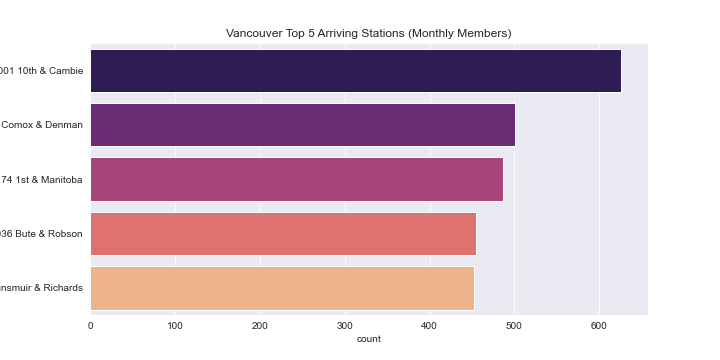 Vancouver Top 5 Arriving Stations (Monthly Members)
001 10th & Cambie
Comox & Denman
74 1st & Manitoba
036 Bute & Robson
nsmuir & Richards
0 100 200 300 400 500 600
count